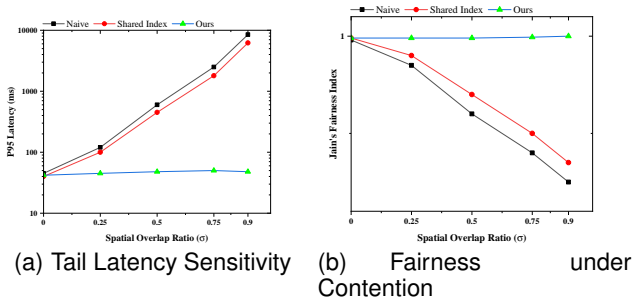 Naive
Shared Index
Ours
10000
1000
100
10
P95 Latency (ms)
0
0.25
0.5
0.75
0.9
Spatial Overlap Ratio (σ)
(a) Tail Latency Sensitivity
Naive
Shared Index
Ours
1
Jain's Fairness Index
0
0.25
0.5
0.75
0.9
Spatial Overlap Ratio (σ)
(b) Fairness under
Contention